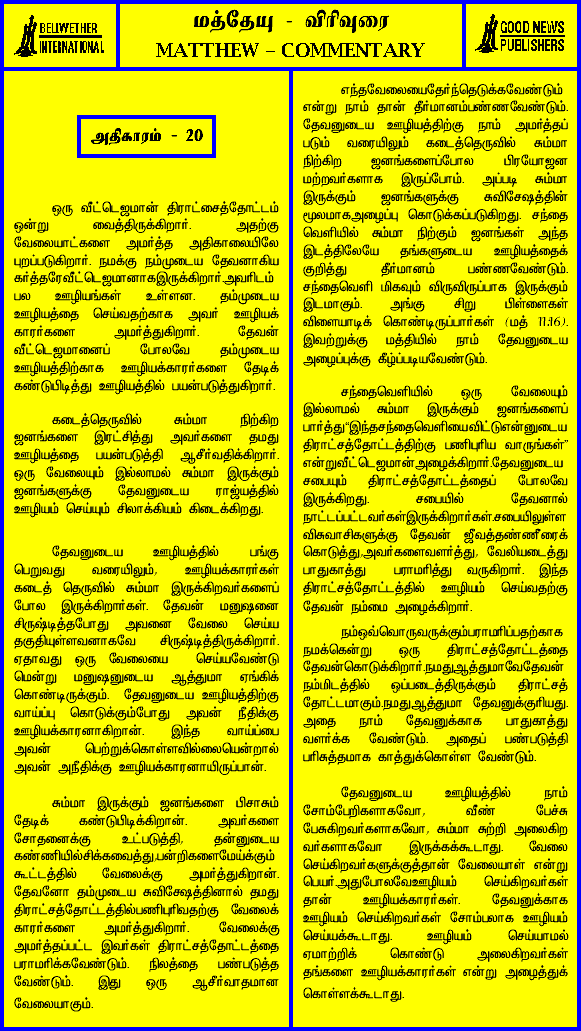 BELLWETHER
INTERNATIONAL
மத்தேயு - விரிவுரை
MATTHEW – COMMENTARY
GOOD NEWS
PUBLISHERS
அதிகாரம் - 20
ஒரு வீட்டெஜமான் திராட்சைத்தோட்டம்
ஒன்று வைத்திருக்கிறார். அதற்கு
வேலையாட்களை அமர்த்த அதிகாலையிலே
புறப்படுகிறார். நமக்கு நம்முடைய தேவனாகிய
கர்த்தரேவீட்டெஜமானாகஇருக்கிறார்.அவரிடம்
பல ஊழியங்கள் உள்ளன. தம்முடைய
ஊழியத்தை செய்வதற்காக அவர் ஊழியக்
காரர்களை அமர்த்துகிறார். தேவன்
வீட்டெஜமானைப் போலவே தம்முடைய
ஊழியத்திற்காக ஊழியக்காரர்களை தேடிக்
கண்டுபிடித்து ஊழியத்தில் பயன்படுத்துகிறார்.
கடைத்தெருவில் சும்மா நிற்கிற
ஜனங்களை இரட்சித்து அவர்களை தமது
ஊழியத்தை பயன்படுத்தி ஆசீர்வதிக்கிறார்.
ஒரு வேலையும் இல்லாமல் சும்மா இருக்கும்
ஜனங்களுக்கு தேவனுடைய ராஜ்யத்தில்
ஊழியம் செய்யும் சிலாக்கியம் கிடைக்கிறது.
தேவனுடைய ஊழியத்தில் பங்கு
பெறுவது வரையிலும், ஊழியக்காரர்கள்
கடைத் தெருவில் சும்மா இருக்கிறவர்களைப்
போல இருக்கிறார்கள். தேவன் மனுஷனை
சிருஷ்டித்தபோது அவனை வேலை செய்ய
தகுதியுள்ளவனாகவே சிருஷ்டித்திருக்கிறார்.
ஏதாவது ஒரு வேலையை செய்யவேண்டு
மென்று மனுஷனுடைய ஆத்துமா ஏங்கிக்
கொண்டிருக்கும். தேவனுடைய ஊழியத்திற்கு
வாய்ப்பு கொடுக்கும்போது அவன் நீதிக்கு
ஊழியக்காரனாகிறான். இந்த வாய்ப்பை
அவன் பெற்றுக்கொள்ளவில்லையென்றால்
அவன் அநீதிக்கு ஊழியக்காரனாயிருப்பான்.
சும்மா இருக்கும் ஜனங்களை பிசாசும்
தேடிக் கண்டுபிடிக்கிறான். அவர்களை
சோதனைக்கு உட்படுத்தி, தன்னுடைய
கண்ணியில்சிக்கவைத்து,பன்றிகளைமேய்க்கும்
கூட்டத்தில் வேலைக்கு அமர்த்துகிறான்.
தேவனோ தம்முடைய சுவிசேஷத்தினால் தமது
திராட்சத்தோட்டத்தில்பணிபுரிவதற்கு வேலைக்
காரர்களை அமர்த்துகிறார். வேலைக்கு
அமர்த்தப்பட்ட இவர்கள் திராட்சத்தோட்டத்தை
பராமரிக்கவேண்டும். நிலத்தை பண்படுத்த
வேண்டும். இது ஒரு ஆசீர்வாதமான
வேலையாகும்.
எந்தவேலையைதேர்ந்தெடுக்கவேண்டும்
என்று நாம் தான் தீர்மானம்பண்ணவேண்டும்.
தேவனுடைய ஊழியத்திற்கு நாம் அமர்த்தப்
படும் வரையிலும் கடைத்தெருவில் சும்மா
நிற்கிற ஜனங்களைப்போல பிரயோஜன
மற்றவர்களாக இருப்போம். அப்படி சும்மா
இருக்கும் ஜனங்களுக்கு சுவிசேஷத்தின்
மூலமாகஅழைப்பு கொடுக்கப்படுகிறது. சந்தை
வெளியில் சும்மா நிற்கும் ஜனங்கள் அந்த
இடத்திலேயே தங்களுடைய ஊழியத்தைக்
குறித்து தீர்மானம் பண்ணவேண்டும்.
சந்தைவெளி மிகவும் விருவிருப்பாக இருக்கும்
இடமாகும். அங்கு சிறு பிள்ளைகள்
விளையாடிக் கொண்டிருப்பார்கள் (மத் 11:16).
இவற்றுக்கு மத்தியில் நாம் தேவனுடைய
அழைப்புக்கு கீழ்ப்படியவேண்டும்.
சந்தைவெளியில் ஒரு வேலையும்
இல்லாமல் சும்மா இருக்கும் ஜனங்களைப்
பார்த்து"இந்தசந்தைவெளியைவிட்டுஎன்னுடைய
திராட்சத்தோட்டத்திற்கு பணிபுரிய வாருங்கள்"
என்றுவீட்டெஜமான்அழைக்கிறார்.தேவனுடைய
சபையும் திராட்சத்தோட்டத்தைப் போலவே
இருக்கிறது. சபையில் தேவனால்
நாட்டப்பட்டவர்கள்இருக்கிறார்கள்.சபையிலுள்ள
விசுவாசிகளுக்கு தேவன் ஜீவத்தண்ணீரைக்
கொடுத்து,அவர்களைவளர்த்து, வேலியடைத்து
பாதுகாத்து பராமரித்து வருகிறார். இந்த
திராட்சத்தோட்டத்தில் ஊழியம் செய்வதற்கு
தேவன் நம்மை அழைக்கிறார்.
நம்ஒவ்வொருவருக்கும்பராமரிப்பதற்காக
நமக்கென்று ஒரு திராட்சத்தோட்டத்தை
தேவன்கொடுக்கிறார்.நமதுஆத்துமாவேதேவன்
நம்மிடத்தில் ஒப்படைத்திருக்கும் திராட்சத்
தோட்டமாகும்.நமதுஆத்துமா தேவனுக்குரியது.
அதை நாம் தேவனுக்காக பாதுகாத்து
வளர்க்க வேண்டும். அதைப் பண்படுத்தி
பரிசுத்தமாக காத்துக்கொள்ள வேண்டும்.
தேவனுடைய ஊழியத்தில் நாம்
சோம்பேறிகளாகவோ, வீண் பேச்சு
பேசுகிறவர்களாகவோ, சும்மா சுற்றி அலைகிற
வர்களாகவோ இருக்கக்கூடாது. வேலை
செய்கிறவர்களுக்குத்தான் வேலையாள் என்று
பெயர்.அதுபோலவேஊழியம் செய்கிறவர்கள்
தான் ஊழியக்காரர்கள். தேவனுக்காக
ஊழியம் செய்கிறவர்கள் சோம்பலாக ஊழியம்
செய்யக்கூடாது. ஊழியம் செய்யாமல்
ஏமாற்றிக் கொண்டு அலைகிறவர்கள்
தங்களை ஊழியக்காரர்கள் என்று அழைத்துக்
கொள்ளக்கூடாது.